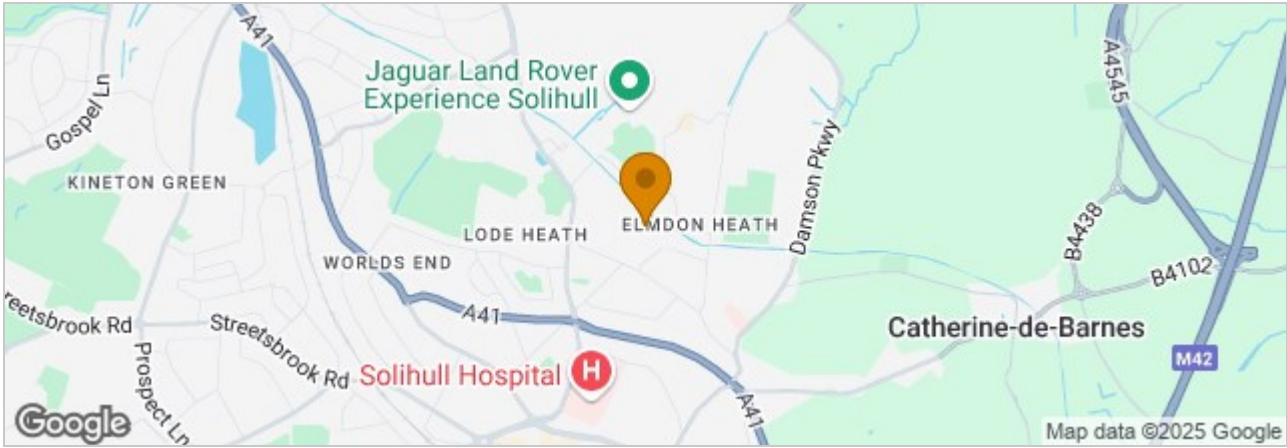 A41
A4545
Jaguar Land Rover
Experience Solihull
Gospel Ln
Damson Pkwy
KINETON GREEN
ELMDON HEATH
LODE HEATH
B4438
WORLDS END
B4102
reetsbrook Rd
A41
Streetsbrook Rd
Catherine-de-Barnes
Prospect Ln
Solihull Hospital
H
M42
A41
Google
Map data ©2025 Google